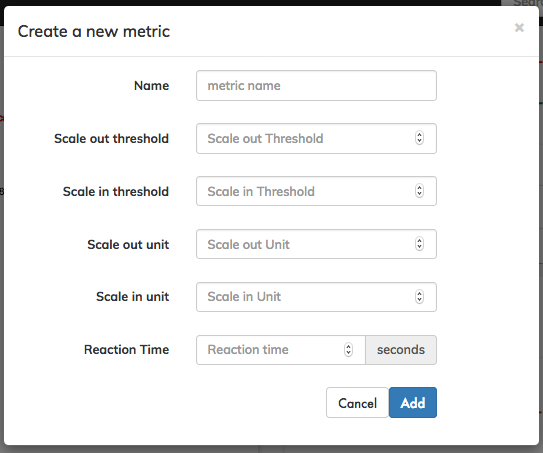 Create a new metric ×
Name metric name
Scale out threshold Scale out Threshold
Scale in threshold Scale in Threshold
Scale out unit Scale out Unit
Scale in unit Scale in Unit
Reaction Time Reaction time seconds
Cancel Add